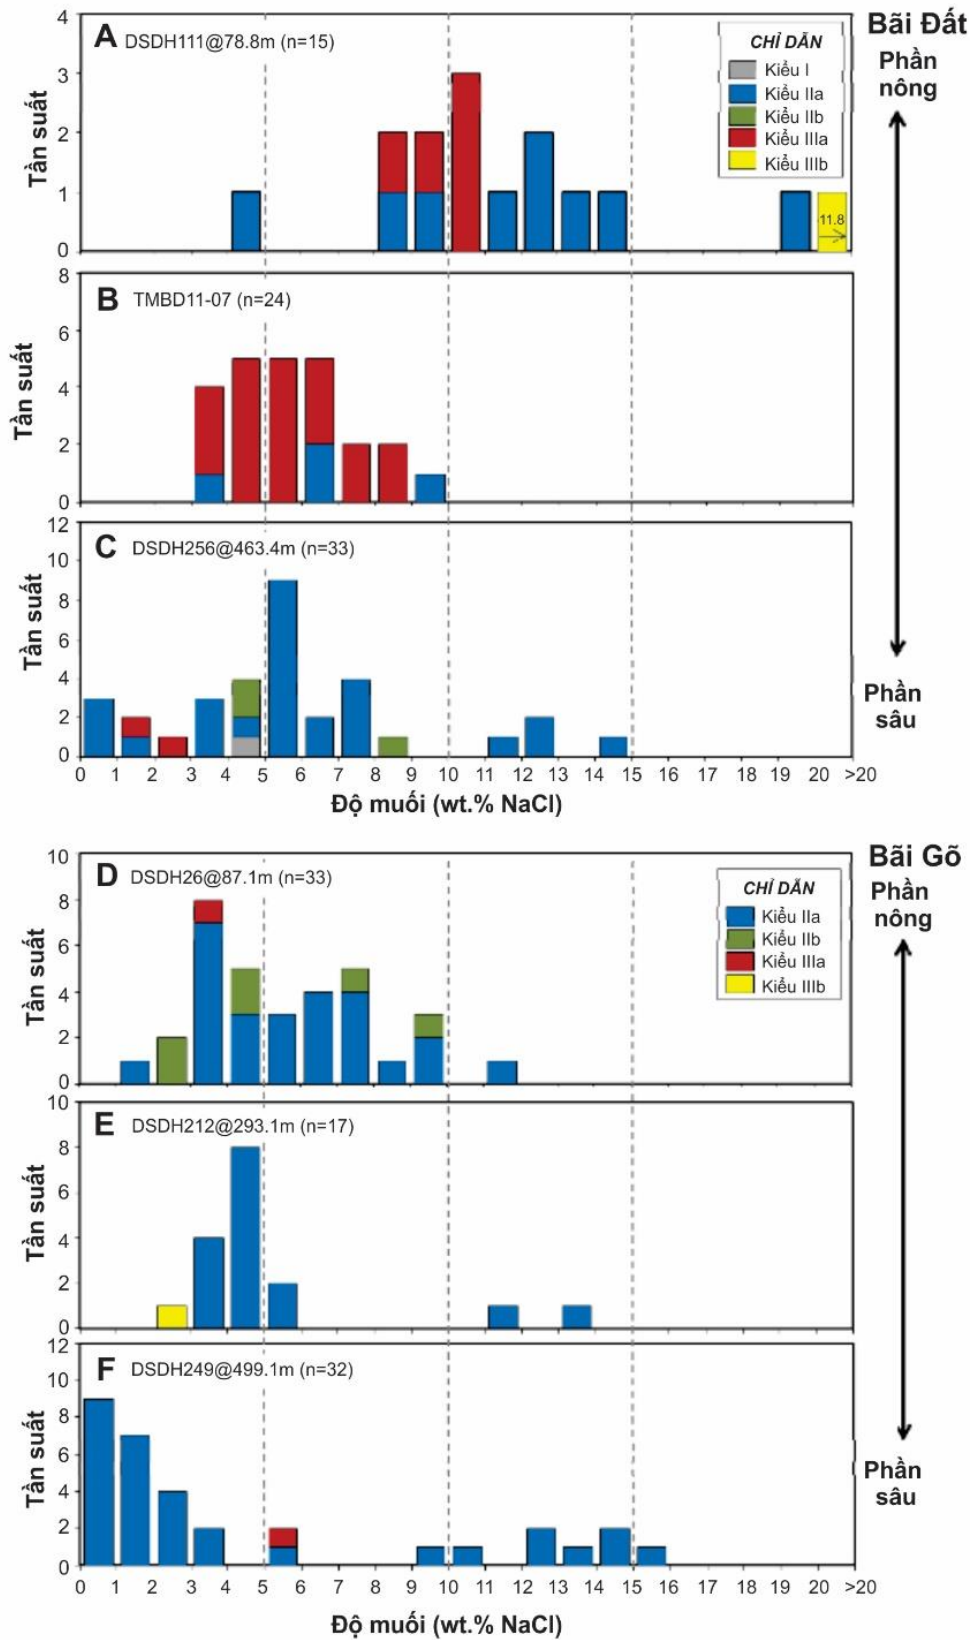 A DSDH111@78.8m (n=15)
Bãi Đất
Phần
nông
CHỈ DẪN
Kiểu I
Kiểu IIa
Kiểu IIb
Kiểu IIIa
Kiểu IIIb
11.8
Tần suất
4
3
2
1
0
B TMBD11-07 (n=24)
Tần suất
8
6
4
2
0
C DSDH256@463.4m (n=33)
Tần suất
12
10
8
6
4
2
0
Phần
sâu
0 1 2 3 4 5 6 7 8 9 10 11 12 13 14 15 16 17 18 20 >20
Độ muối (wt.% NaCl)
Bãi Gõ
Phần
nông
D DSDH26@87.1m (n=33)
CHỈ DẪN
Kiểu IIa
Kiểu IIb
Kiểu IIIa
Kiểu IIIb
Tần suất
10
8
6
4
2
0
E DSDH212@293.1m (n=17)
Tần suất
10
8
6
4
2
0
F DSDH249@499.1m (n=32)
Tần suất
12
10
8
6
4
2
0
Phần
sâu
0 1 2 3 4 5 6 7 8 9 10 11 12 13 14 15 16 17 18 20 >20
Độ muối (wt.% NaCl)